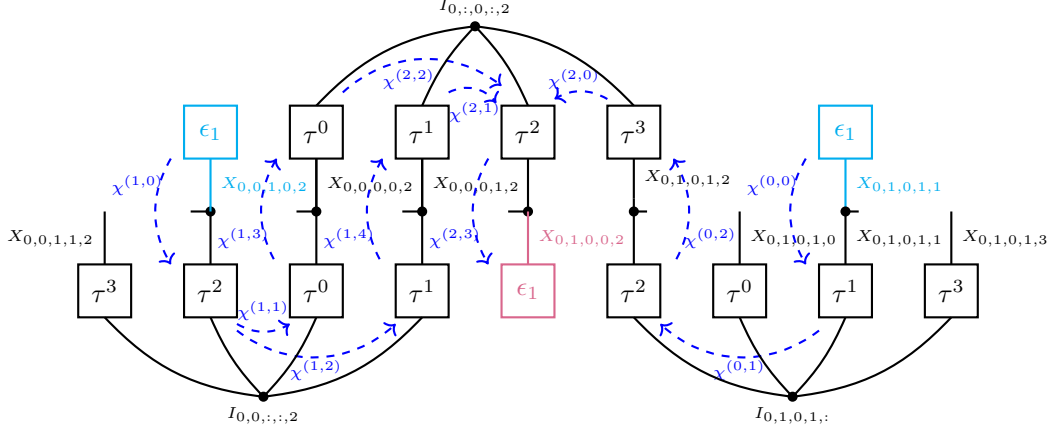 I_{0,:,0,:,2}
χ^{(2,2)} χ^{(2,0)}
χ^{(2,1)}
ϵ_1 τ^0 τ^1 τ^2 τ^3 ϵ_1
χ^{(1,0)} X_{0,0,1,0,2} X_{0,0,0,0,2} X_{0,0,0,1,2} X_{0,1,0,1,2} χ^{(0,0)} X_{0,1,0,1,1}
X_{0,0,1,1,2} χ^{(1,3)} χ^{(1,4)} χ^{(2,3)} X_{0,1,0,0,2} χ^{(0,2)} X_{0,1,0,1,0} X_{0,1,0,1,1} X_{0,1,0,1,3}
τ^3 τ^2 τ^0 τ^1 ϵ_1 τ^2 τ^0 τ^1 τ^3
χ^{(1,1)}
χ^{(1,2)} χ^{(0,1)}
I_{0,0,:,:,2} I_{0,1,0,1,:}